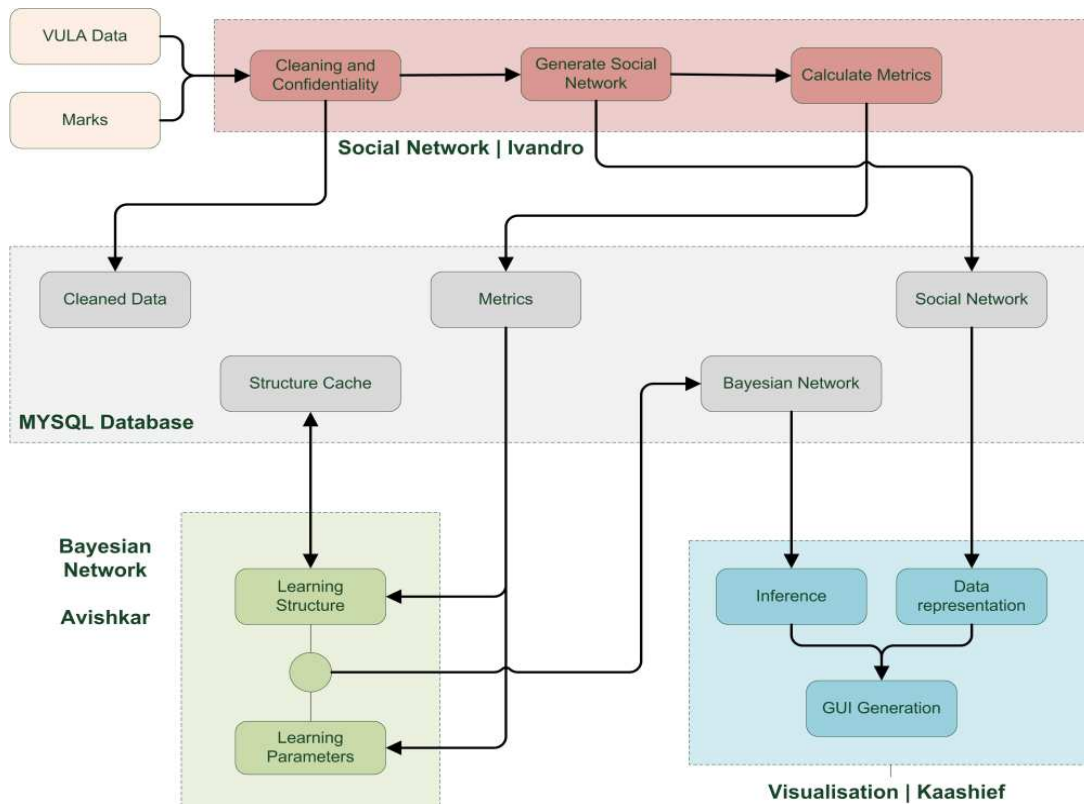 VULA Data
Marks
Cleaning and
Confidentiality
Generate Social
Network
Calculate Metrics
Social Network | Ivandro
Cleaned Data
Metrics
Social Network
Structure Cache
Bayesian Network
MYSQL Database
Bayesian
Network
Avishkar
Learning
Structure
Learning
Parameters
Inference
Data
representation
GUI Generation
Visualisation | Kaashief